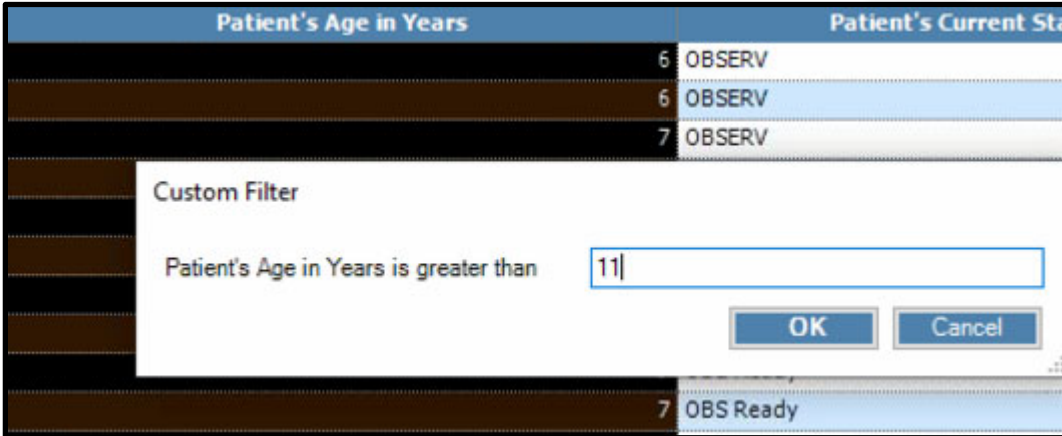 Patient's Age in Years Patient's Current Sta
6 OBSERV
6 OBSERV
7 OBSERV
Custom Filter
Patient's Age in Years is greater than 11
OK Cancel
7 OBS Ready